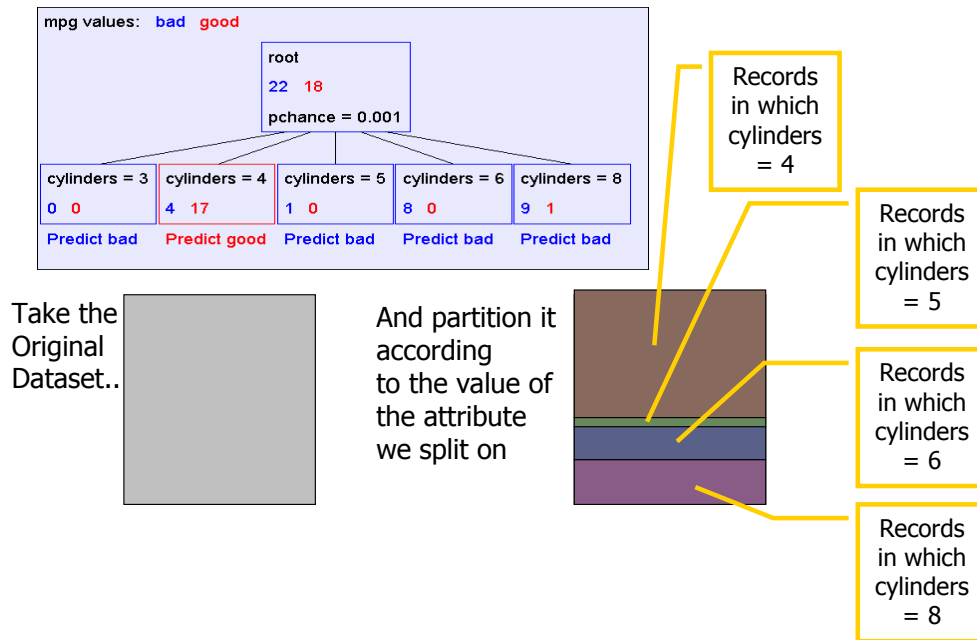 mpg values: bad good
root
22 18
pchance = 0.001
cylinders = 3
0 0
Predict bad
cylinders = 4
4 17
Predict good
cylinders = 5
1 0
Predict bad
cylinders = 6
8 0
Predict bad
cylinders = 8
9 1
Predict bad
Take the
Original
Dataset..
And partition it
according
to the value of
the attribute
we split on
Records
in which
cylinders
= 4
Records
in which
cylinders
= 5
Records
in which
cylinders
= 6
Records
in which
cylinders
= 8